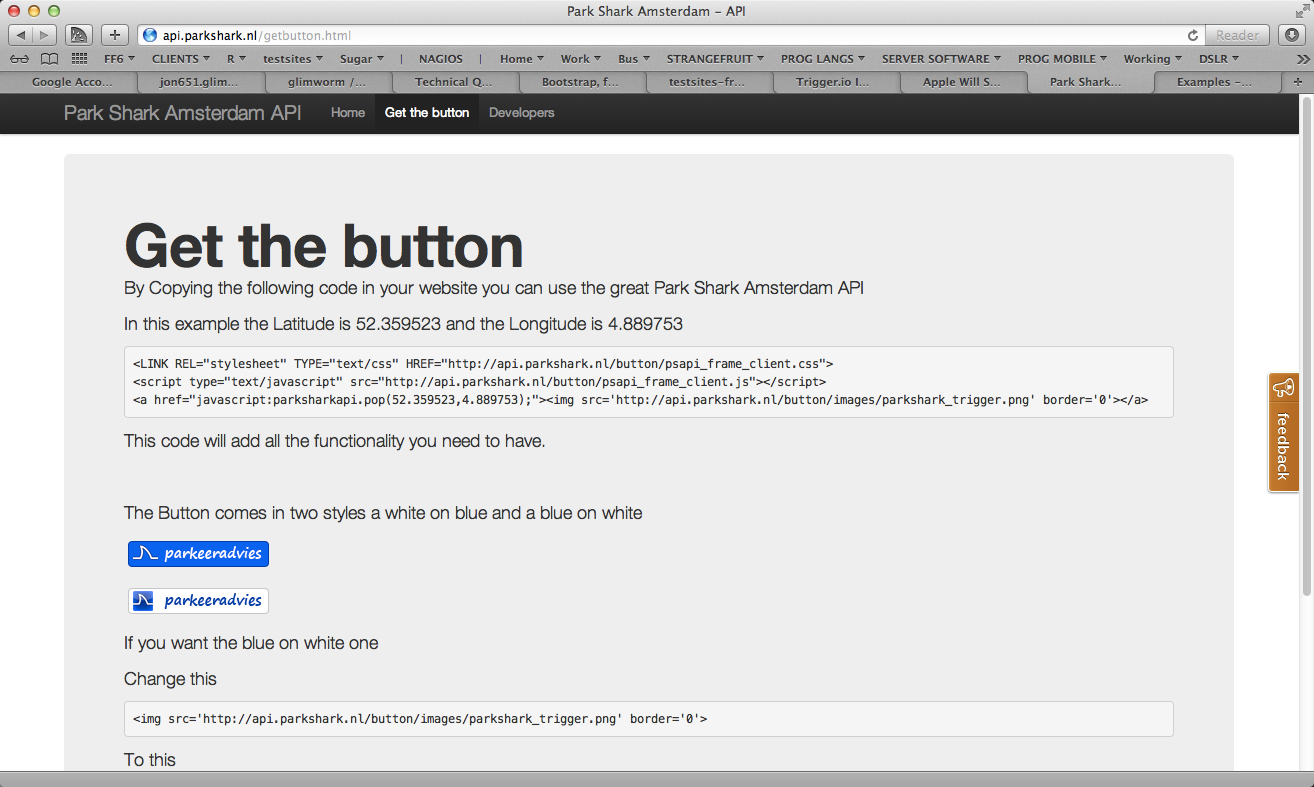 Park Shark Amsterdam – API
api.parkshark.nl/getbutton.html
Reader
FF6 CLIENTS R testsites Sugar | NAGIOS | Home Work Bus STRANGEFRUIT PROG LANGS SERVER SOFTWARE PROG MOBILE Working DSLR
Google Acco... jon651.glim... glimworm /... Technical Q... Bootstrap, f... testsites-fr... Trigger.io I... Apple Will S... Park Shark... Examples -...
Park Shark Amsterdam API Home Get the button Developers
Get the button
By Copying the following code in your website you can use the great Park Shark Amsterdam API
In this example the Latitude is 52.359523 and the Longitude is 4.889753
<LINK REL="stylesheet" TYPE="text/css" HREF="http://api.parkshark.nl/button/psapi_frame_client.css">
<script type="text/javascript" src="http://api.parkshark.nl/button/psapi_frame_client.js"></script>
<a href="javascript:parksharkapi.pop(52.359523,4.889753);"><img src='http://api.parkshark.nl/button/images/parkshark_trigger.png' border='0'></a>
feedback
This code will add all the functionality you need to have.
The Button comes in two styles a white on blue and a blue on white
parkeeradvies
parkeeradvies
If you want the blue on white one
Change this
<img src='http://api.parkshark.nl/button/images/parkshark_trigger.png' border='0'>
To this